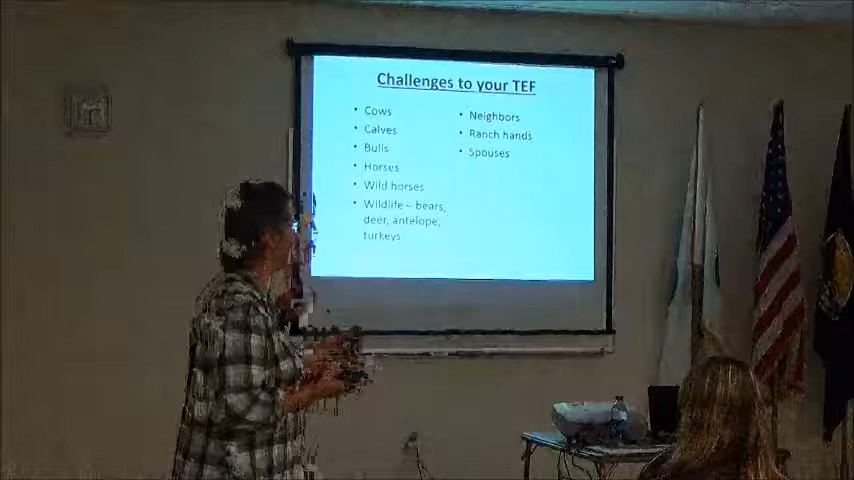 Challenges to your TEF
• Cows
• Calves
• Bulls
• Horses
• Wild horses
• Wildlife – bears,
deer, antelope,
turkeys
• Neighbors
• Ranch hands
• Spouses